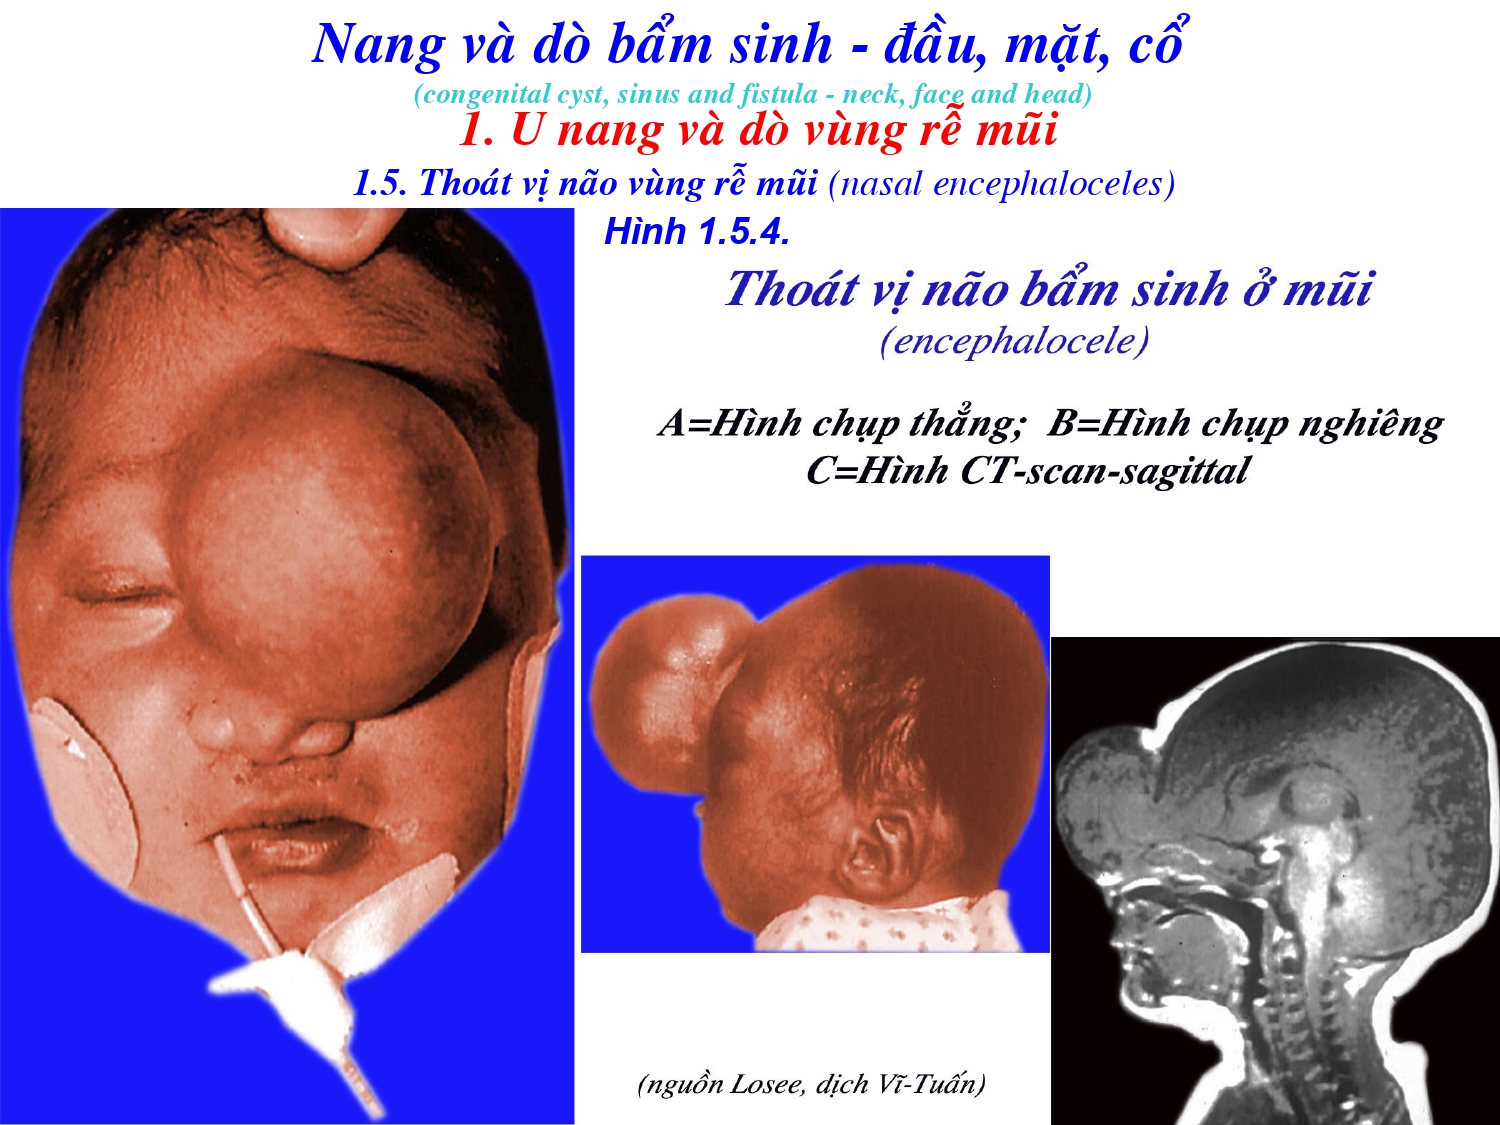 Nang và dò bẩm sinh - đầu, mặt, cổ
(congenital cyst, sinus and fistula - neck, face and head)
1. U nang và dò vùng rễ mũi
1.5. Thoát vị não vùng rễ mũi (nasal encephaloceles)
Hình 1.5.4.
Thoát vị não bẩm sinh ở mũi
(encephalocele)
A=Hình chụp thẳng; B=Hình chụp nghiêng
C=Hình CT-scan-sagittal
(nguồn Losee, dịch Vĩ-Tuấn)